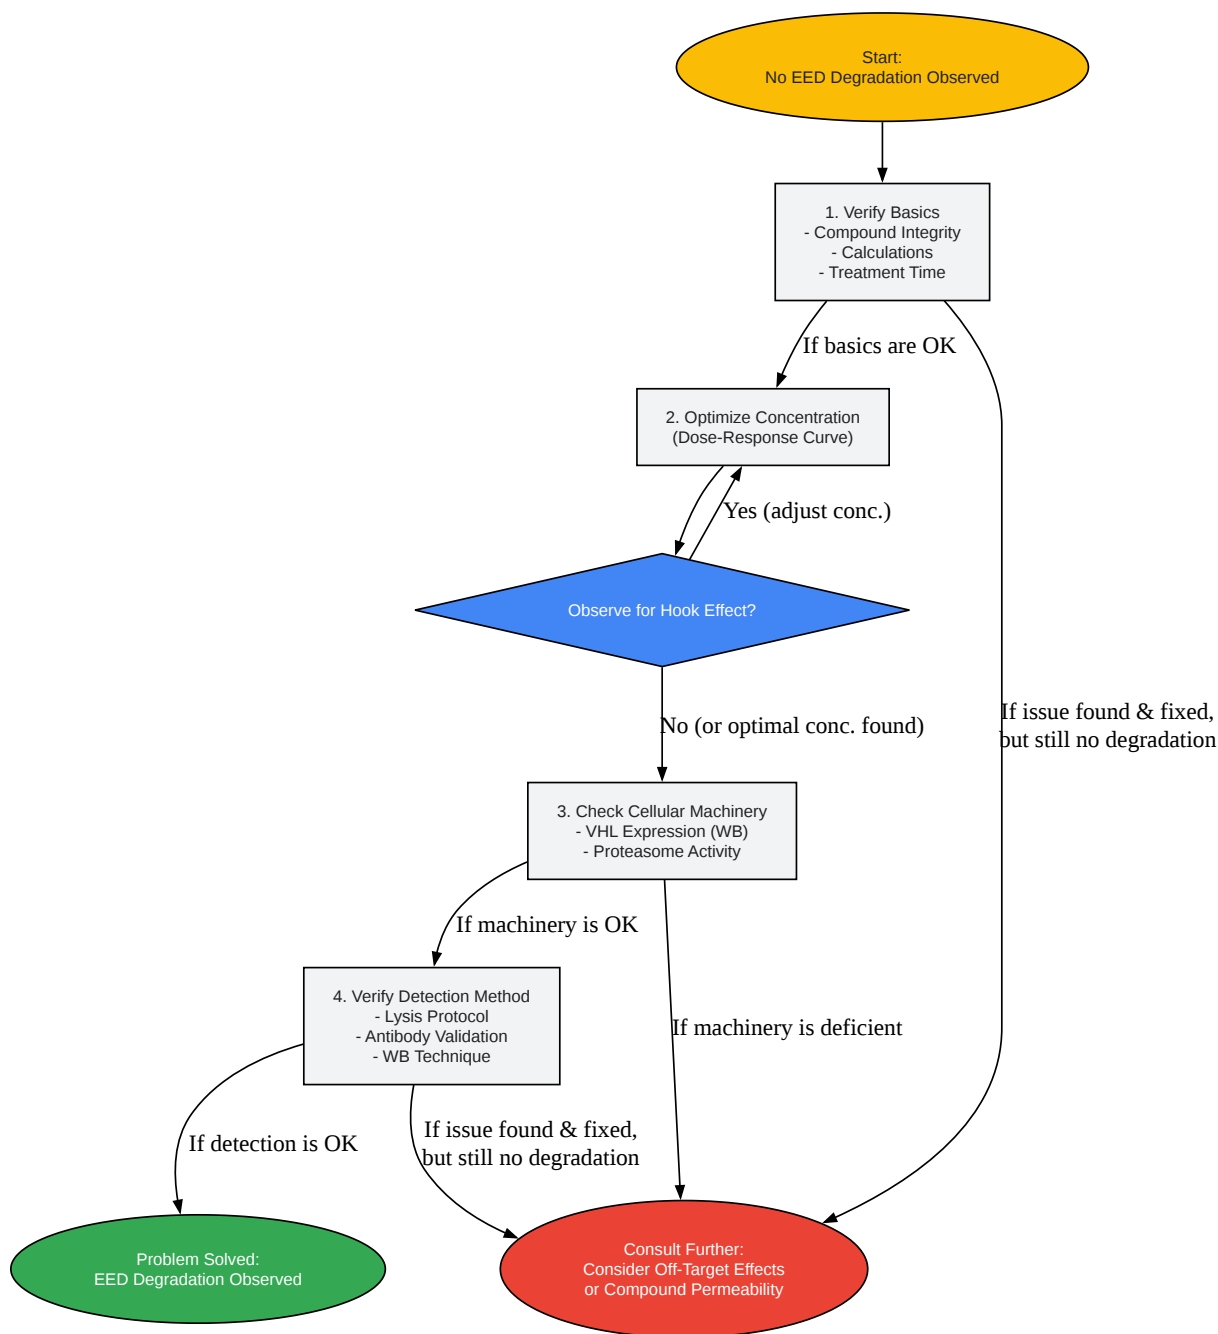 Start:
No EED Degradation Observed
1. Verify Basics
- Compound Integrity
- Calculations
- Treatment Time
If basics are OK
2. Optimize Concentration
(Dose-Response Curve)
Yes (adjust conc.)
Observe for Hook Effect?
No (or optimal conc. found)
If issue found & fixed,
but still no degradation
3. Check Cellular Machinery
- VHL Expression (WB)
- Proteasome Activity
If machinery is OK
4. Verify Detection Method
- Lysis Protocol
- Antibody Validation
- WB Technique
If machinery is deficient
If detection is OK
If issue found & fixed,
but still no degradation
Problem Solved:
EED Degradation Observed
Consult Further:
Consider Off-Target Effects
or Compound Permeability